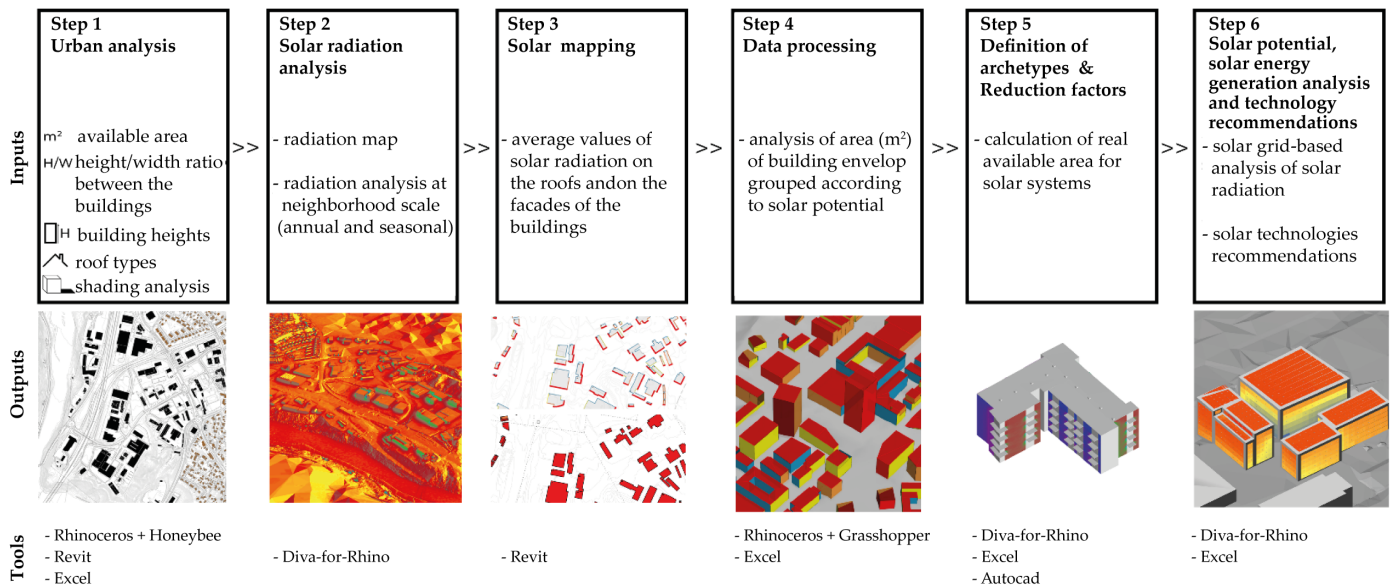 Step 1
Urban analysis
Inputs
m² available area
H/W height/width ratio
between the
buildings
H building heights
roof types
shading analysis
>>
Step 2
Solar radiation
analysis
- radiation map
- radiation analysis at
neighborhood scale
(annual and seasonal)
>>
Step 3
Solar mapping
- average values of
solar radiation on
the roofs andon the
facades of the
buildings
>>
Step 4
Data processing
- analysis of area (m²)
of building envelop
grouped according
to solar potential
>>
Step 5
Definition of
archetypes &
Reduction factors
- calculation of real
available area for
solar systems
>>
Step 6
Solar potential,
solar energy
generation analysis
and technology
recommendations
- solar grid-based
analysis of solar
radiation
- solar technologies
recommendations
Outputs
Tools
- Rhinoceros + Honeybee
- Revit
- Excel
- Diva-for-Rhino
- Revit
- Rhinoceros + Grasshopper
- Excel
- Diva-for-Rhino
- Excel
- Autocad
- Diva-for-Rhino
- Excel